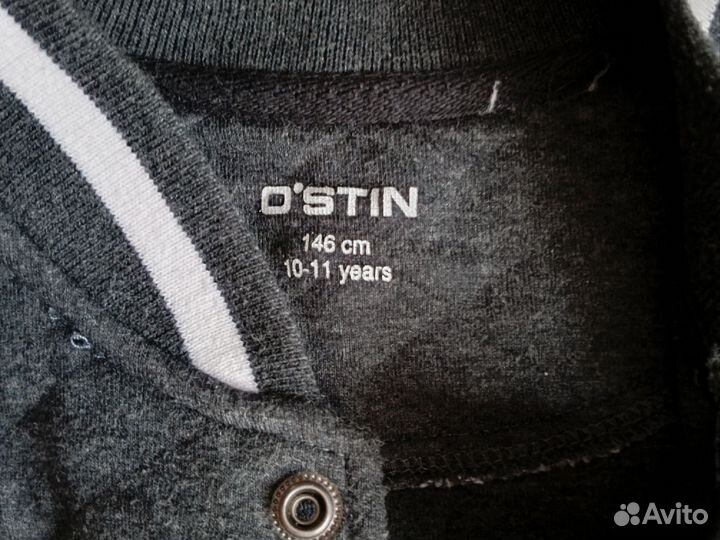 O'STIN
146 cm
10-11 years
Avito